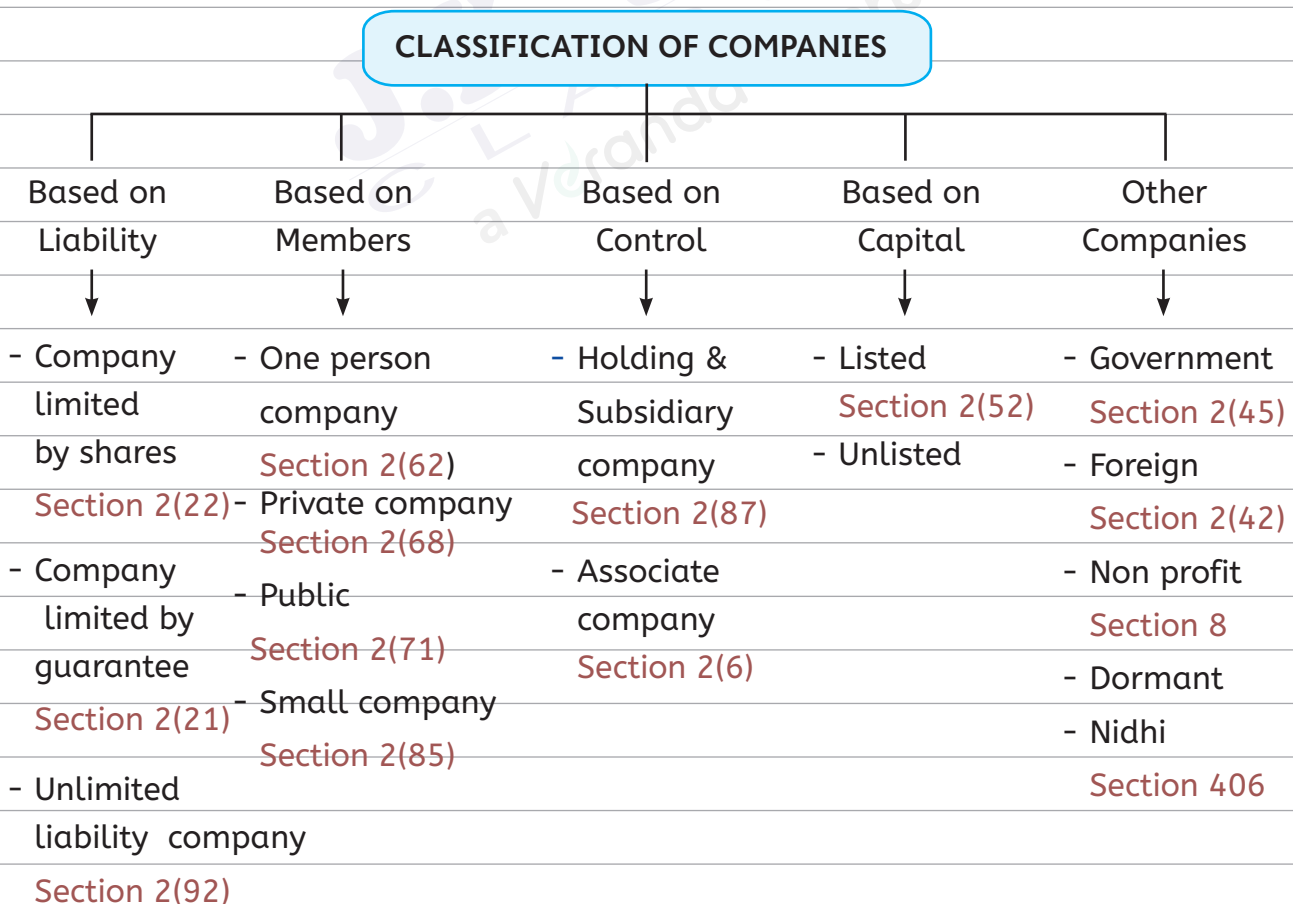 CLASSIFICATION OF COMPANIES
Based on
Liability
- Company
limited
by shares
Section 2(22)
- Company
limited by
guarantee
Section 2(21)
- Unlimited
liability company
Section 2(92)
Based on
Members
- One person
company
Section 2(62)
- Private company
Section 2(68)
- Public
Section 2(71)
- Small company
Section 2(85)
Based on
Control
- Holding &
Subsidiary
company
Section 2(87)
- Associate
company
Section 2(6)
Based on
Capital
- Listed
Section 2(52)
- Unlisted
Other
Companies
- Government
Section 2(45)
- Foreign
Section 2(42)
- Non profit
Section 8
- Dormant
- Nidhi
Section 406
a Veranda